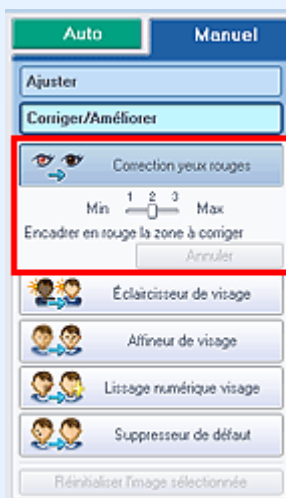 Auto
Manuel
Ajuster
Corriger/Améliorer
Correction yeux rouges
1 2 3
Min Max
Encadrer en rouge la zone à corriger
Annuler
Éclaircisseur de visage
Affineur de visage
Lissage numérique visage
Suppresseur de défaut
Réinitialiser l'image sélectionnée